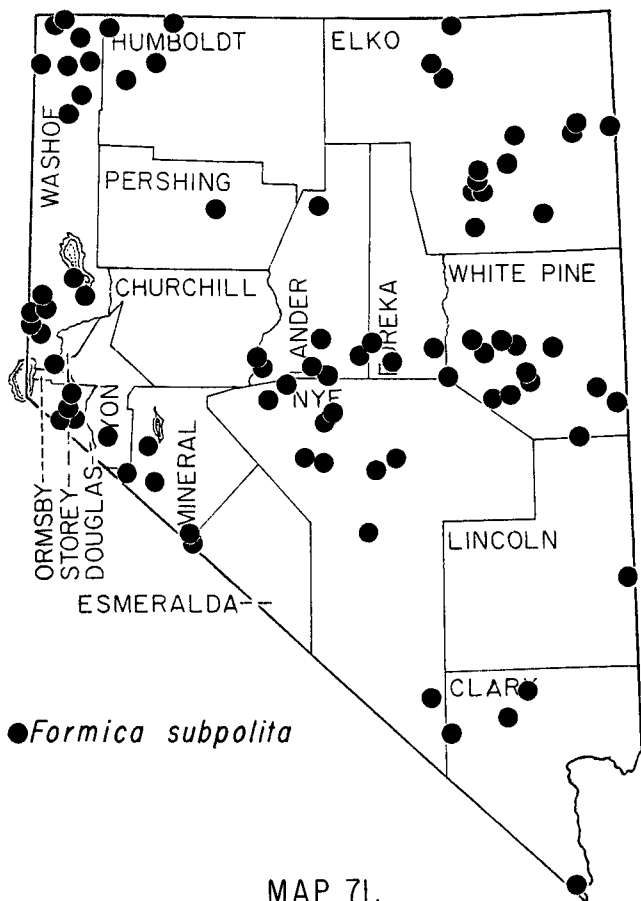 HUMBOLDT
ELKO
WASHOE
PERSHING
CHURCHILL
LANDER
EUREKA
WHITE PINE
LYON
NYE
MINERAL
ORMSBY
STOREY
DOUGLAS
LINCOLN
ESMERALDA
CLARK
Formica subpolita
MAP 71.